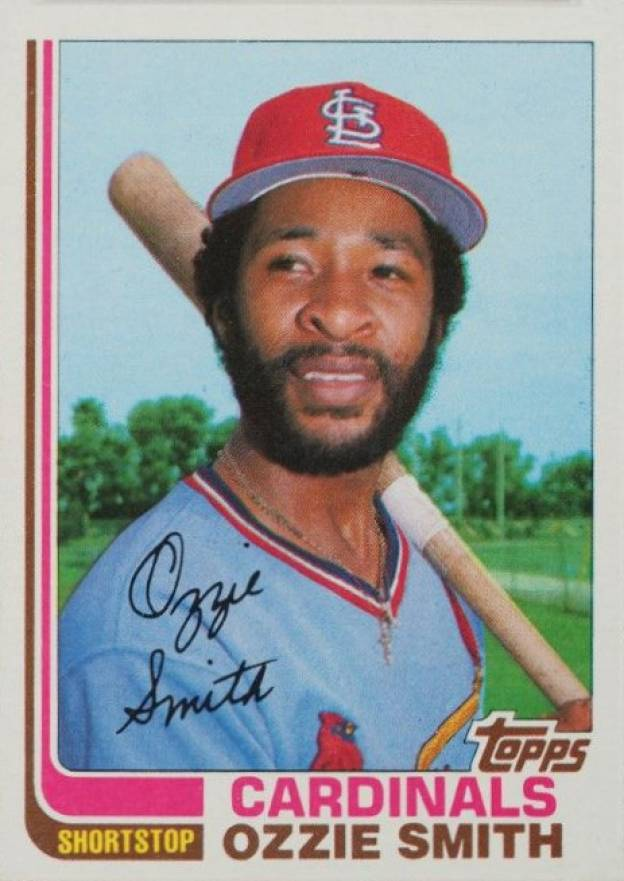 STL
Ozzie
Smith
topps
CARDINALS
SHORTSTOP OZZIE SMITH